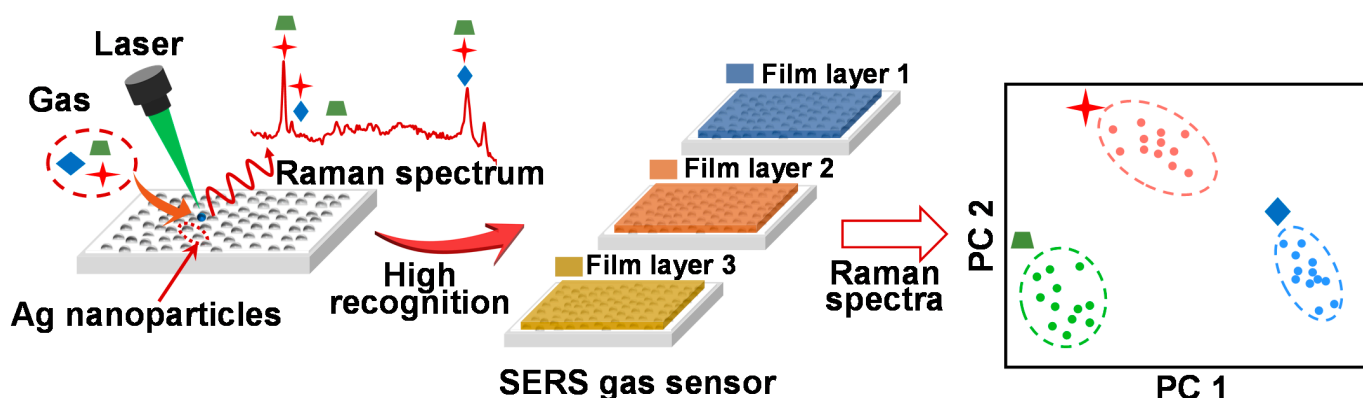 Laser
Gas
Raman spectrum
Ag nanoparticles
High
recognition
Film layer 1
Film layer 2
Film layer 3
SERS gas sensor
Raman
spectra
PC 2
PC 1